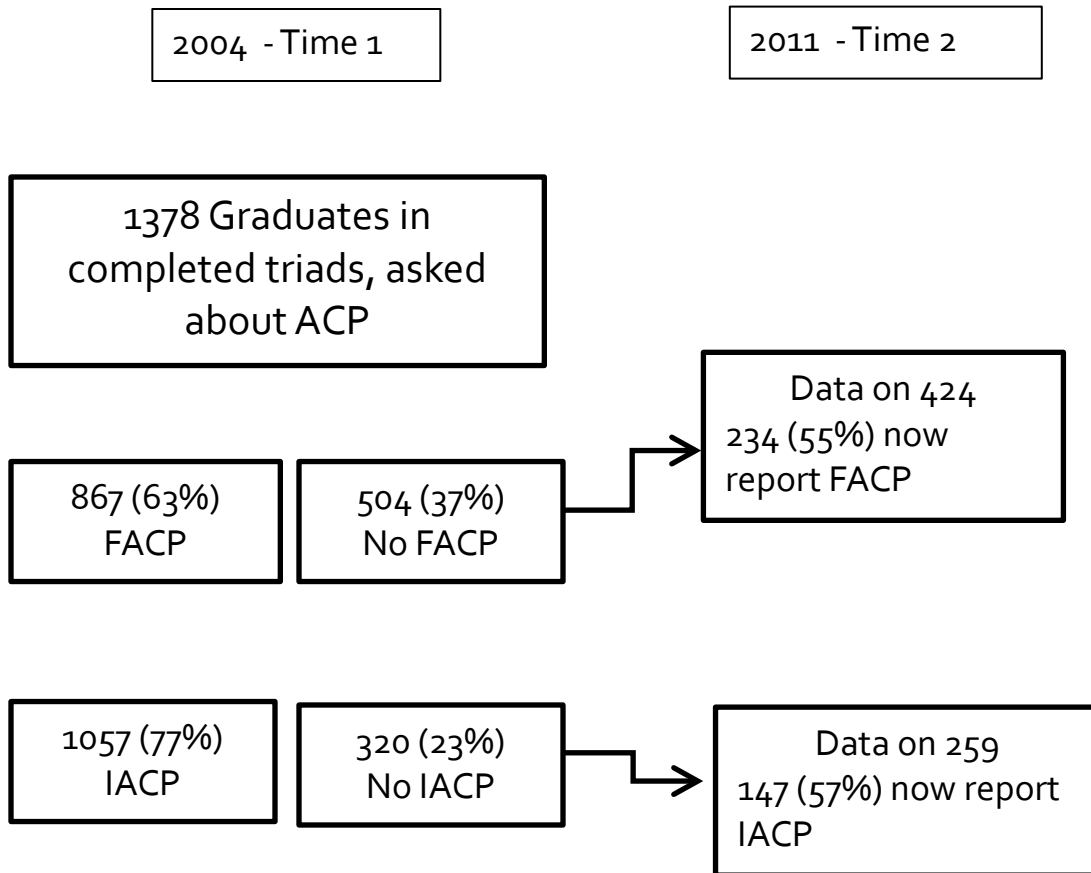 2004 - Time 1
2011 - Time 2
1378 Graduates in
completed triads, asked
about ACP
Data on 424
234 (55%) now
report FACP
867 (63%)
FACP
504 (37%)
No FACP
1057 (77%)
IACP
320 (23%)
No IACP
Data on 259
147 (57%) now report
IACP